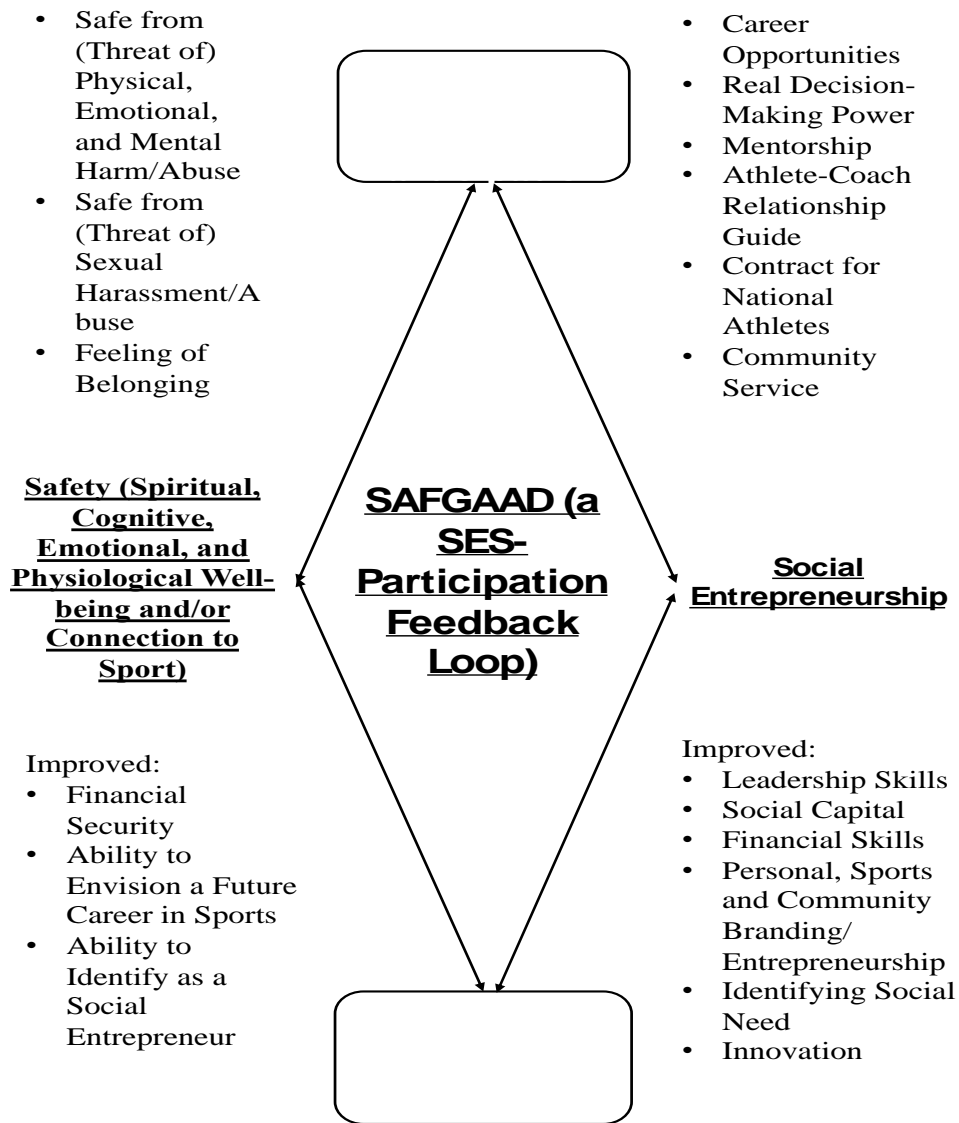 • Safe from
(Threat of)
Physical,
Emotional,
and Mental
Harm/Abuse
• Safe from
(Threat of)
Sexual
Harassment/A
buse
• Feeling of
Belonging
• Career
Opportunities
• Real Decision-
Making Power
• Mentorship
• Athlete-Coach
Relationship
Guide
• Contract for
National
Athletes
• Community
Service
Safety (Spiritual,
Cognitive,
Emotional, and
Physiological Well-
being and/or
Connection to
Sport)
SAFGAAD (a
SES-
Participation
Feedback
Loop)
Social
Entrepreneurship
Improved:
• Financial
Security
• Ability to
Envision a Future
Career in Sports
• Ability to
Identify as a
Social
Entrepreneur
Improved:
• Leadership Skills
• Social Capital
• Financial Skills
• Personal, Sports
and Community
Branding/
Entrepreneurship
• Identifying Social
Need
• Innovation